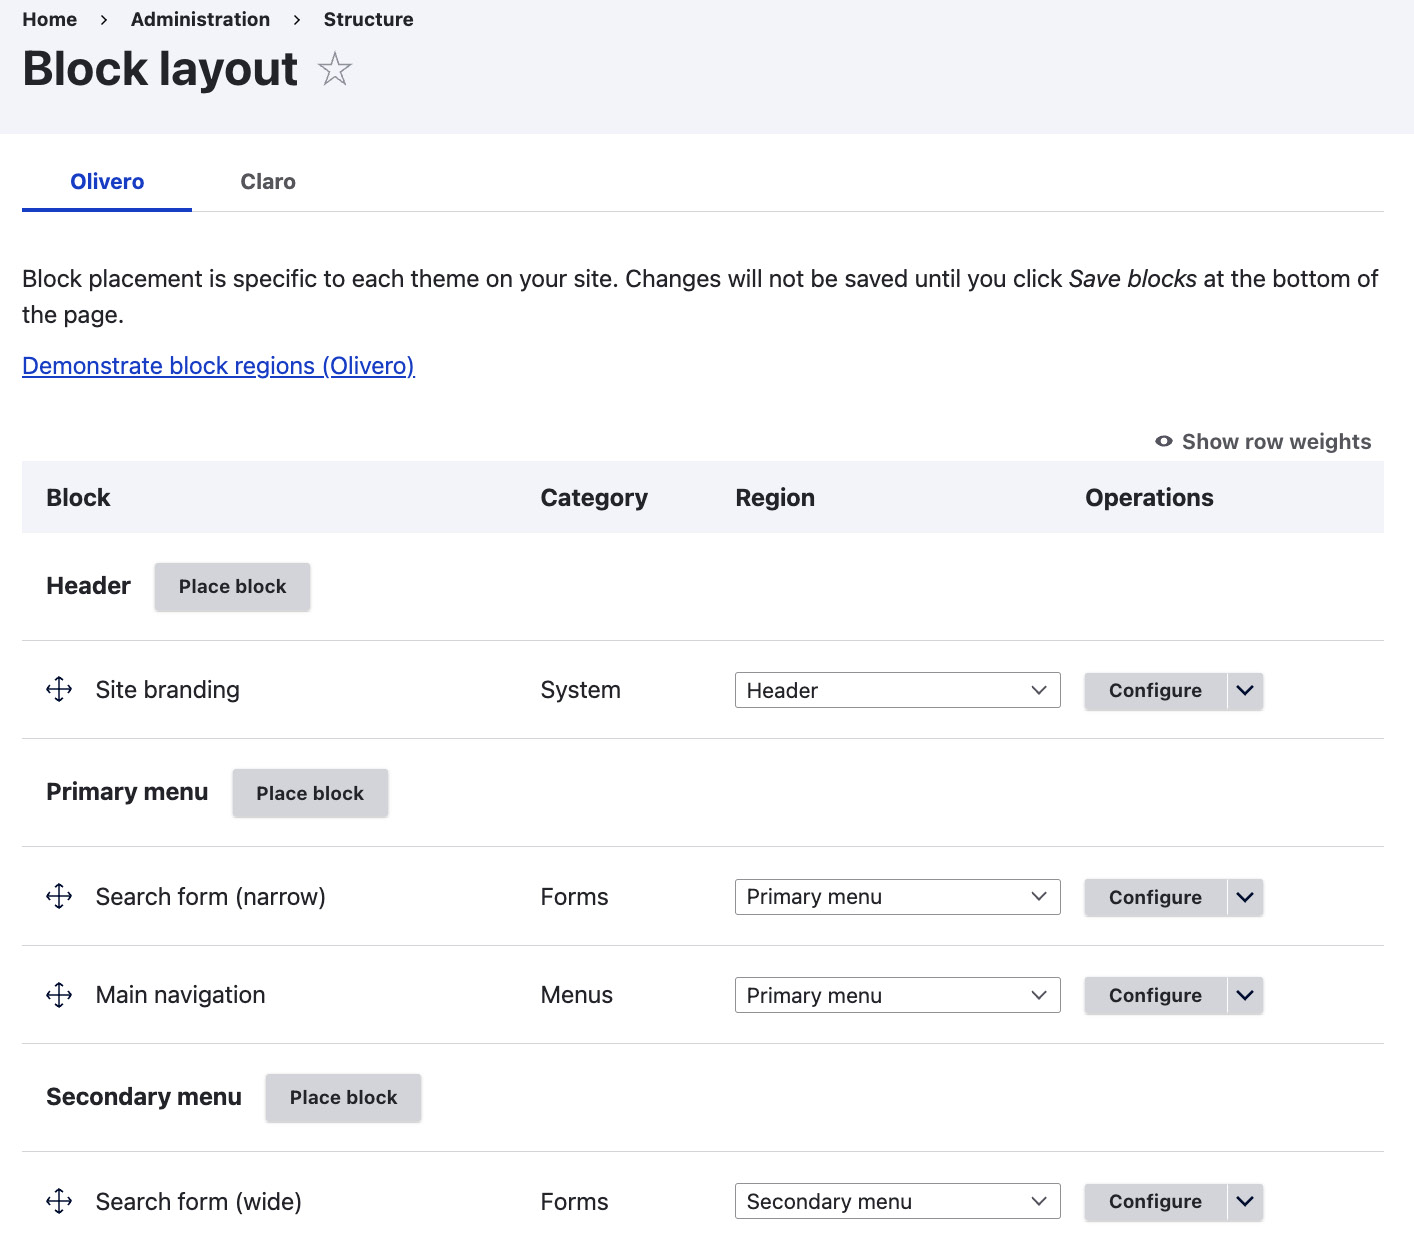 Home > Administration > Structure
Block layout
Olivero Claro
Block placement is specific to each theme on your site. Changes will not be saved until you click Save blocks at the bottom of
the page.
Demonstrate block regions (Olivero)
Show row weights
Block Category Region Operations
Header Place block
Site branding System Header Configure
Primary menu Place block
Search form (narrow) Forms Primary menu Configure
Main navigation Menus Primary menu Configure
Secondary menu Place block
Search form (wide) Forms Secondary menu Configure